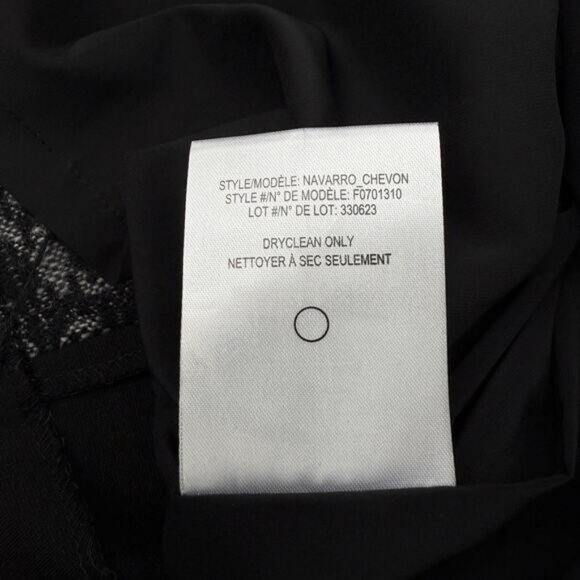 STYLE/MODÈLE: NAVARRO_CHEVON
STYLE #/N° DE MODÈLE: F0701310
LOT #/N° DE LOT: 330623
DRYCLEAN ONLY
NETTOYER À SEC SEULEMENT